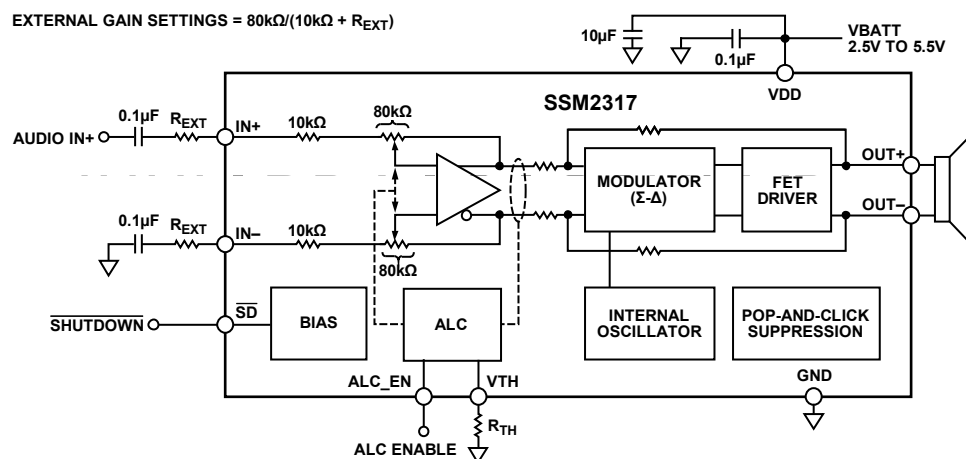 EXTERNAL GAIN SETTINGS = 80kΩ/(10kΩ + REXT)
10µF
0.1µF
VBATT
2.5V TO 5.5V
VDD
SSM2317
0.1µF
REXT
IN+
10kΩ
80kΩ
AUDIO IN+
OUT+
MODULATOR
(Σ-Δ)
FET
DRIVER
OUT–
0.1µF
REXT
IN–
10kΩ
80kΩ
SHUTDOWN
SD
BIAS
ALC
INTERNAL
OSCILLATOR
POP-AND-CLICK
SUPPRESSION
ALC_EN
VTH
GND
RTH
ALC ENABLE